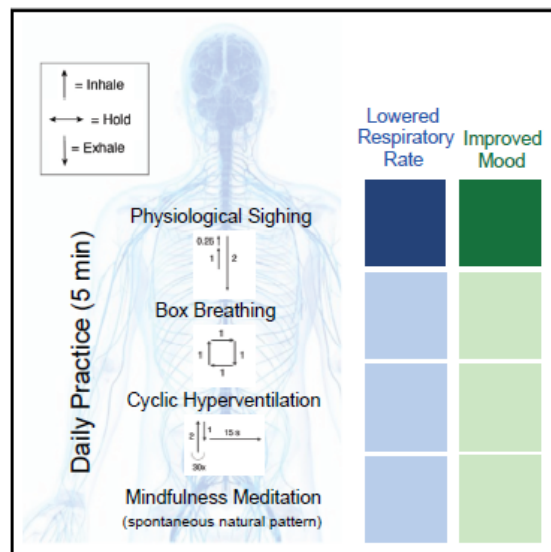 = Inhale
= Hold
= Exhale
Lowered
Respiratory
Rate
Improved
Mood
Daily Practice (5 min)
Physiological Sighing
0.25
1 2
Box Breathing
1
1 1
1
Cyclic Hyperventilation
2 1 15 s
30x
Mindfulness Meditation
(spontaneous natural pattern)